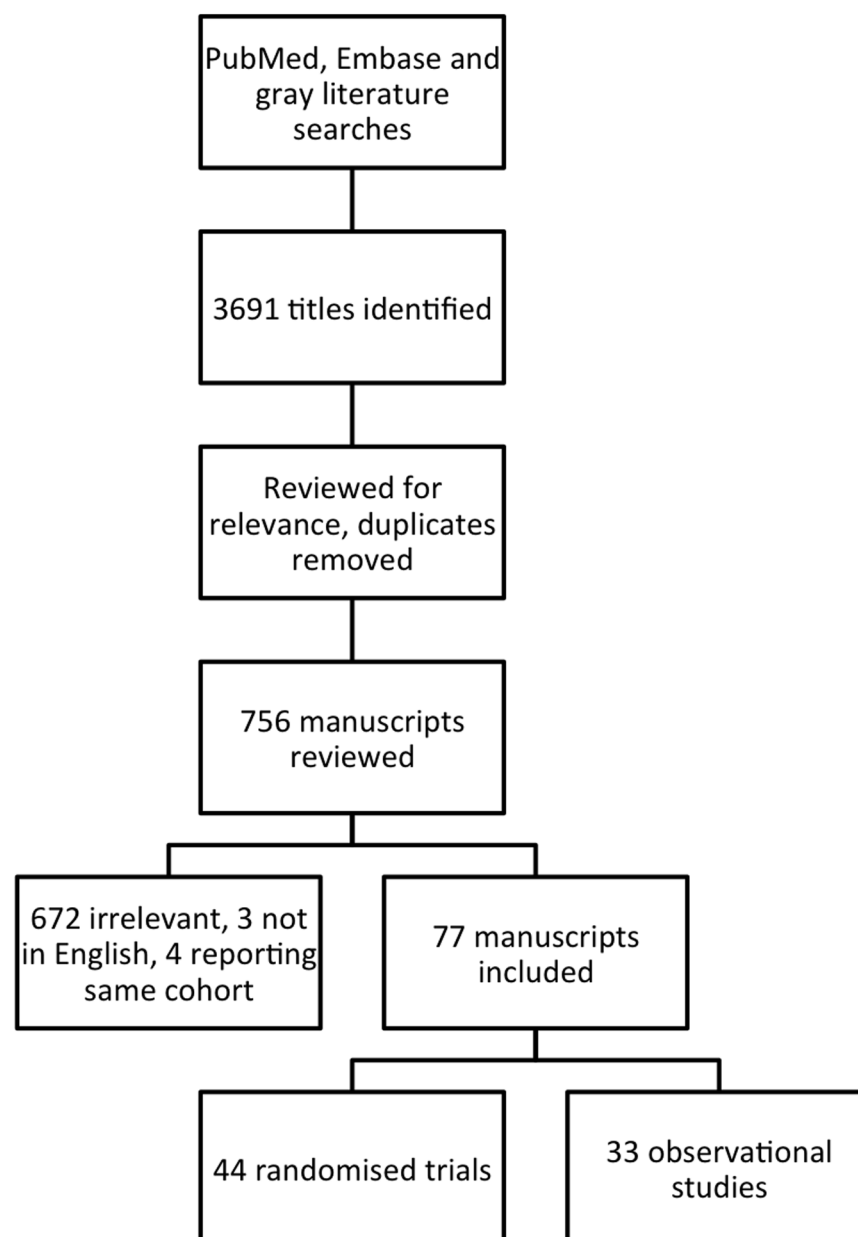 PubMed, Embase and
gray literature
searches
3691 titles identified
Reviewed for
relevance, duplicates
removed
756 manuscripts
reviewed
672 irrelevant, 3 not
in English, 4 reporting
same cohort
77 manuscripts
included
44 randomised trials
33 observational
studies